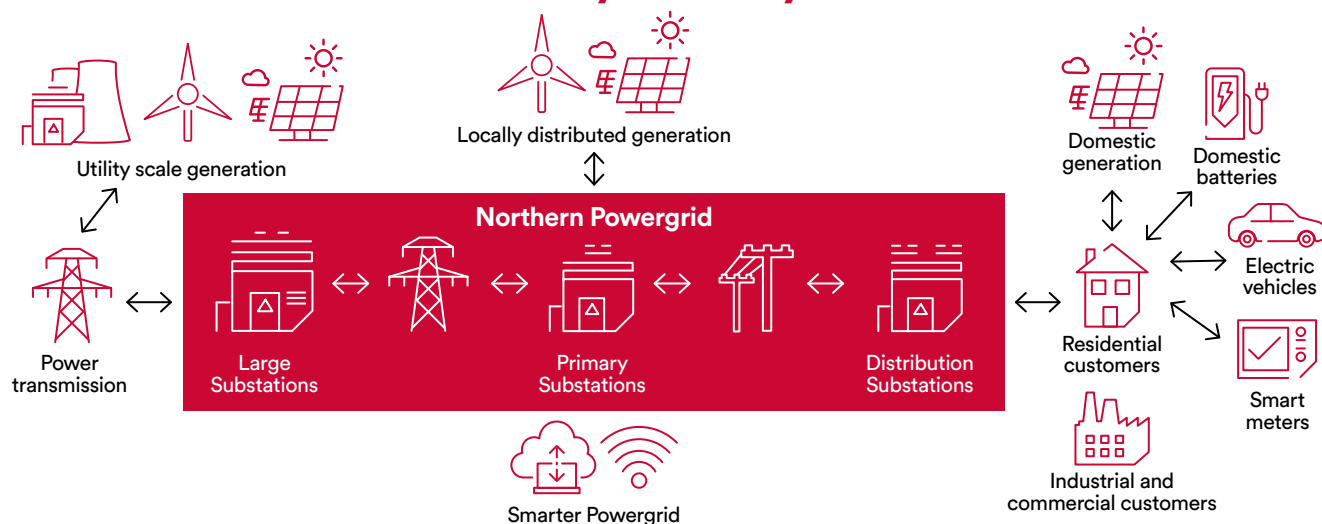 Utility scale generation
Locally distributed generation
Domestic
generation
Domestic
batteries
Northern Powergrid
Electric
vehicles
Power
transmission
Large
Substations
Primary
Substations
Distribution
Substations
Residential
customers
Smart
meters
Smarter Powergrid
Industrial and
commercial customers